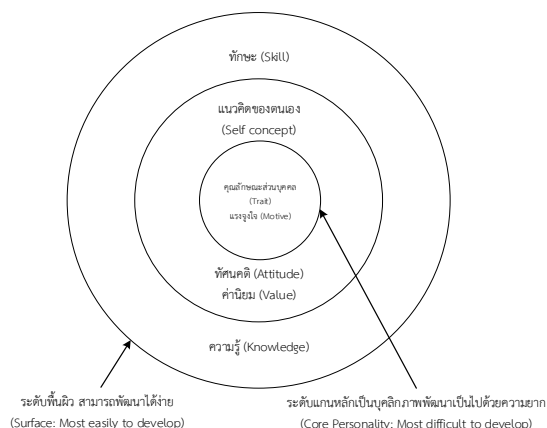 ทักษะ (Skill)
แนวคิดของตนเอง
(Self concept)
คุณลักษณะส่วนบุคคล
(Trait)
แรงจูงใจ (Motive)
ทัศนคติ (Attitude)
ค่านิยม (Value)
ความรู้ (Knowledge)
ระดับพื้นผิว สามารถพัฒนาได้ง่าย
(Surface: Most easily to develop)
ระดับแกนหลักเป็นบุคลิกภาพพัฒนาเป็นไปด้วยความยาก
(Core Personality: Most difficult to develop)